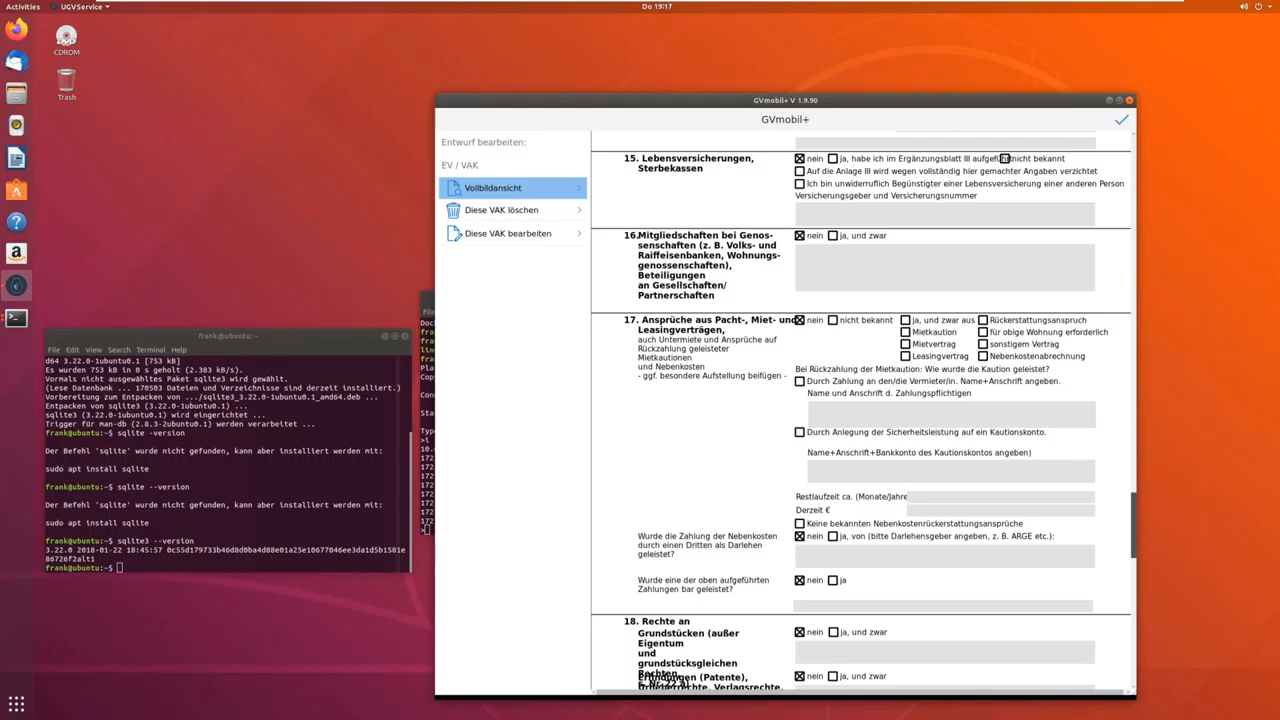 Activities
UGVService
Do 19:17
CDROM
Trash
frank@ubuntu: ~
File Edit View Search Terminal Help
d64 3.22.0-1ubuntu0.1 [753 kB]
Es wurden 753 kB in 0 s geholt (2.383 kB/s).
Vormals nicht ausgewähltes Paket sqlite3 wird gewählt.
(Lese Datenbank ... 170503 Dateien und Verzeichnisse sind derzeit installiert.)
Vorbereitung zum Entpacken von .../sqlite3_3.22.0-1ubuntu0.1_amd64.deb ...
Entpacken von sqlite3 (3.22.0-1ubuntu0.1) ...
sqlite3 (3.22.0-1ubuntu0.1) wird eingerichtet ...
Trigger für man-db (2.8.3-2ubuntu0.1) werden verarbeitet ...
frank@ubuntu:~$ sqlite -version
Der Befehl 'sqlite' wurde nicht gefunden, kann aber installiert werden mit:
sudo apt install sqlite
frank@ubuntu:~$ sqlite --version
Der Befehl 'sqlite' wurde nicht gefunden, kann aber installiert werden mit:
sudo apt install sqlite
frank@ubuntu:~$ sqlite3 --version
3.22.0 2018-01-22 18:45:57 0c55d179733b46d8d0ba4d88e01a25e10677046ee3da1d5b1581e
86726f2alt1
frank@ubuntu:~$
GVmobil+ V 1.9.90
GVmobil+
Entwurf bearbeiten:
EV / VAK
Vollbildansicht
Diese VAK löschen
Diese VAK bearbeiten
15. Lebensversicherungen,
Sterbekassen
nein ja, habe ich im Ergänzungsblatt III nicht bekannt
Auf die Anlage III wird wegen vollständig hier gemachter Angaben verzichtet
Ich bin unwiderruflich Begünstigter einer Lebensversicherung einer anderen Person
Versicherungsgeber und Versicherungsnummer
16. Mitgliedschaften bei Genos-
senschaften (z. B. Volks- und
Raiffeisenbanken, Wohnungs-
genossenschaften),
Beteiligungen
an Gesellschaften/
Partnerschaften
nein ja, und zwar
17. Ansprüche aus Pacht-, Miet- und
Leasingverträgen,
auch Untermiete und Ansprüche auf
Rückzahlung geleisteter
Mietkautionen
und Nebenkosten
- ggf. besondere Aufstellung beifügen -
nein nicht bekannt ja, und zwar aus Rückerstattungsanspruch
Mietkaution für obige Wohnung erforderlich
Mietvertrag sonstigem Vertrag
Leasingvertrag Nebenkostenabrechnung
Bei Rückzahlung der Mietkaution: Wie wurde die Kaution geleistet?
Durch Zahlung an den/die Vermieter/in. Name+Anschrift angeben.
Name und Anschrift d. Zahlungspflichtigen
Durch Anlegung der Sicherheitsleistung auf ein Kautionskonto.
Name+Anschrift+Bankkonto des Kautionskontos angeben)
Restlaufzeit ca. (Monate/Jahre
Derzeit €
Keine bekannten Nebenkostenrückerstattungsansprüche
Wurde die Zahlung der Nebenkosten
durch einen Dritten als Darlehen
geleistet?
nein ja, von (bitte Darlehensgeber angeben, z. B. ARGE etc.):
Wurde eine der oben aufgeführten
Zahlungen bar geleistet?
nein ja
18. Rechte an
Grundstücken (außer
Eigentum
und
grundstücksgleichen
Rechten
nein ja, und zwar
Erfindungen (Patente),
Urheberrechte, Verlagsrechte,
nein ja, und zwar